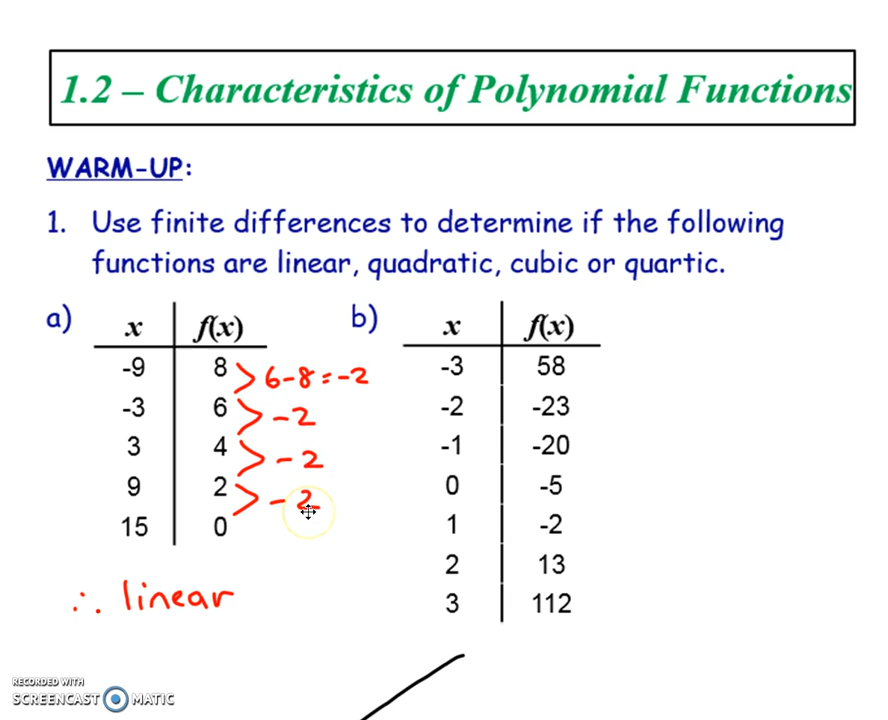 1.2 – Characteristics of Polynomial Functions
WARM-UP:
1. Use finite differences to determine if the following
functions are linear, quadratic, cubic or quartic.
a)
x f(x)
-9 8
-3 6
3 4
9 2
15 0
> 6-8=-2
> -2
> -2
> -2
∴ linear
b)
x f(x)
-3 58
-2 -23
-1 -20
0 -5
1 -2
2 13
3 112
RECORDED WITH
SCREENCAST MATIC